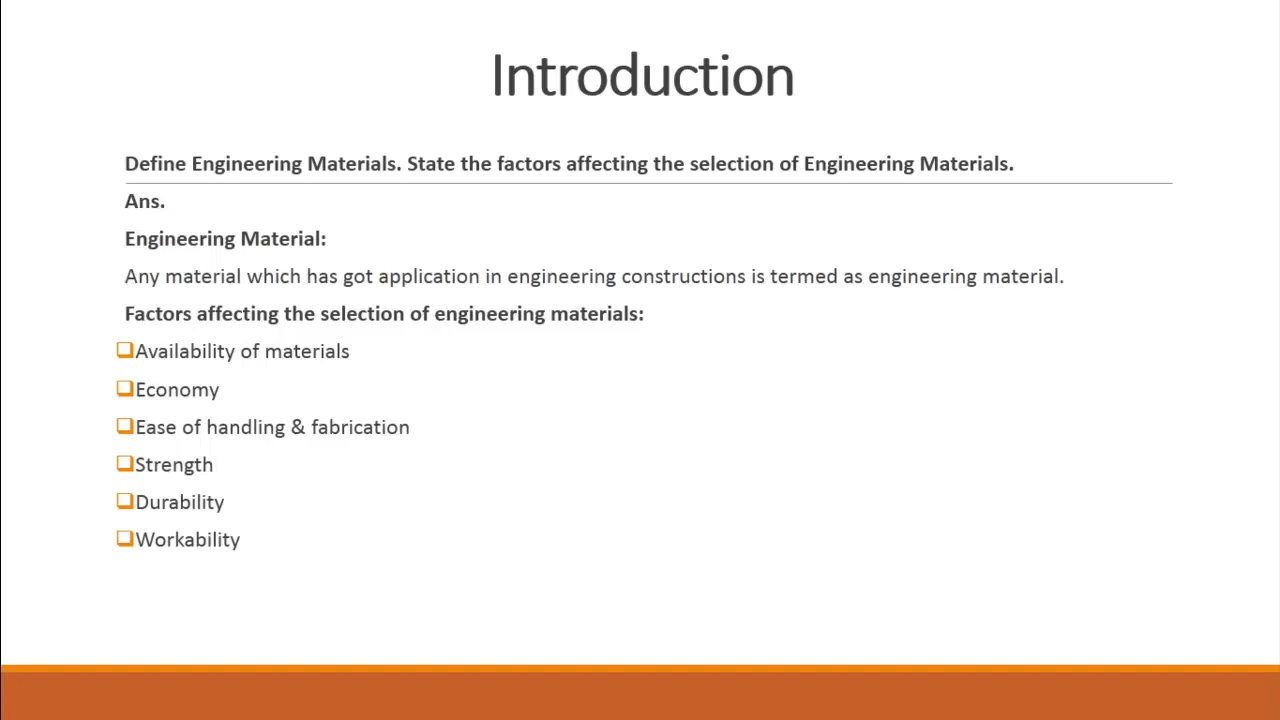 Introduction
Define Engineering Materials. State the factors affecting the selection of Engineering Materials.
Ans.
Engineering Material:
Any material which has got application in engineering constructions is termed as engineering material.
Factors affecting the selection of engineering materials:
Availability of materials
Economy
Ease of handling & fabrication
Strength
Durability
Workability